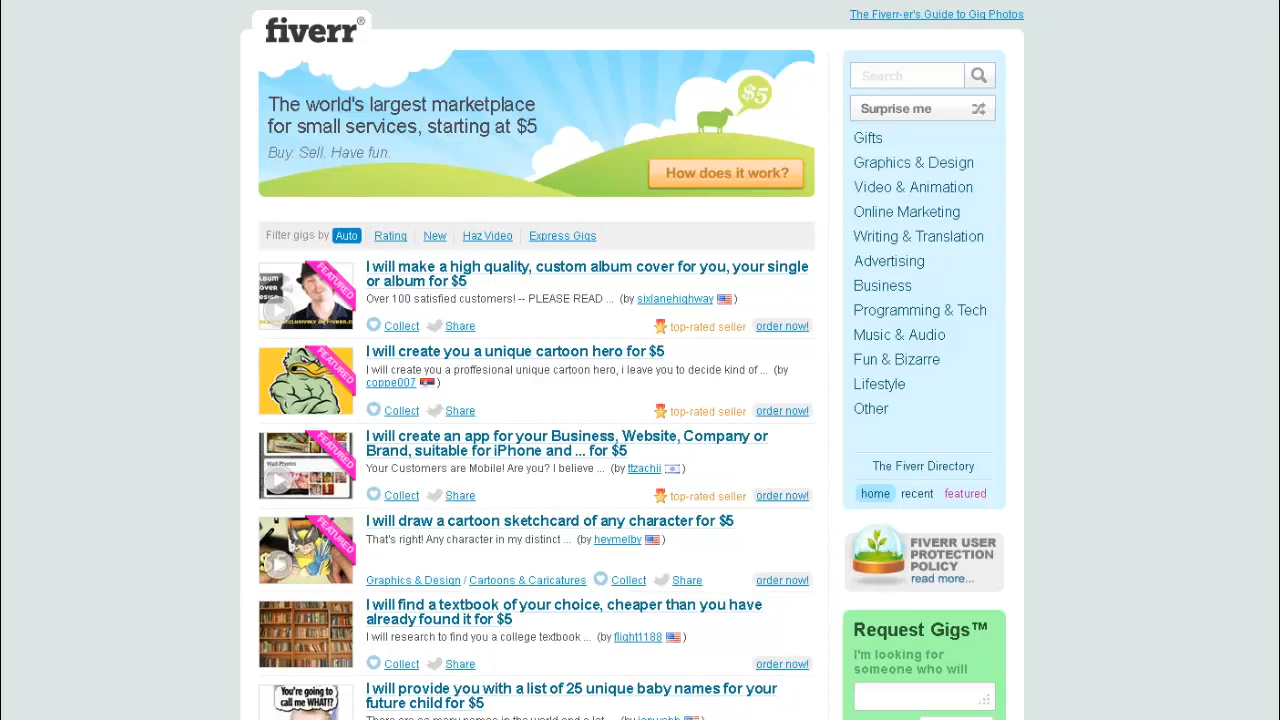 fiverr®
The Fiverr-er's Guide to Gig Photos
The world's largest marketplace
for small services, starting at $5
Buy. Sell. Have fun.
$5
How does it work?
Filter gigs by Auto Rating New Haz Video Express Gigs
FEATURED
I will make a high quality, custom album cover for you, your single
or album for $5
Over 100 satisfied customers! -- PLEASE READ ... (by sixlanehighway)
Collect Share top-rated seller order now!
FEATURED
I will create you a unique cartoon hero for $5
I will create you a proffesional unique cartoon hero, i leave you to decide kind of ... (by
coppe007)
Collect Share top-rated seller order now!
FEATURED
Wall Photos
I will create an app for your Business, Website, Company or
Brand, suitable for iPhone and ... for $5
Your Customers are Mobile! Are you? I believe ... (by ttzachii)
Collect Share top-rated seller order now!
FEATURED
I will draw a cartoon sketchcard of any character for $5
That's right! Any character in my distinct ... (by heymelby)
Graphics & Design / Cartoons & Caricatures Collect Share order now!
I will find a textbook of your choice, cheaper than you have
already found it for $5
I will research to find you a college textbook ... (by flight1188)
Collect Share order now!
You're going to
call me WHAT!?
I will provide you with a list of 25 unique baby names for your
future child for $5
Search
Surprise me
Gifts
Graphics & Design
Video & Animation
Online Marketing
Writing & Translation
Advertising
Business
Programming & Tech
Music & Audio
Fun & Bizarre
Lifestyle
Other
The Fiverr Directory
home recent featured
FIVERR USER
PROTECTION
POLICY
read more...
Request Gigs™
I'm looking for
someone who will